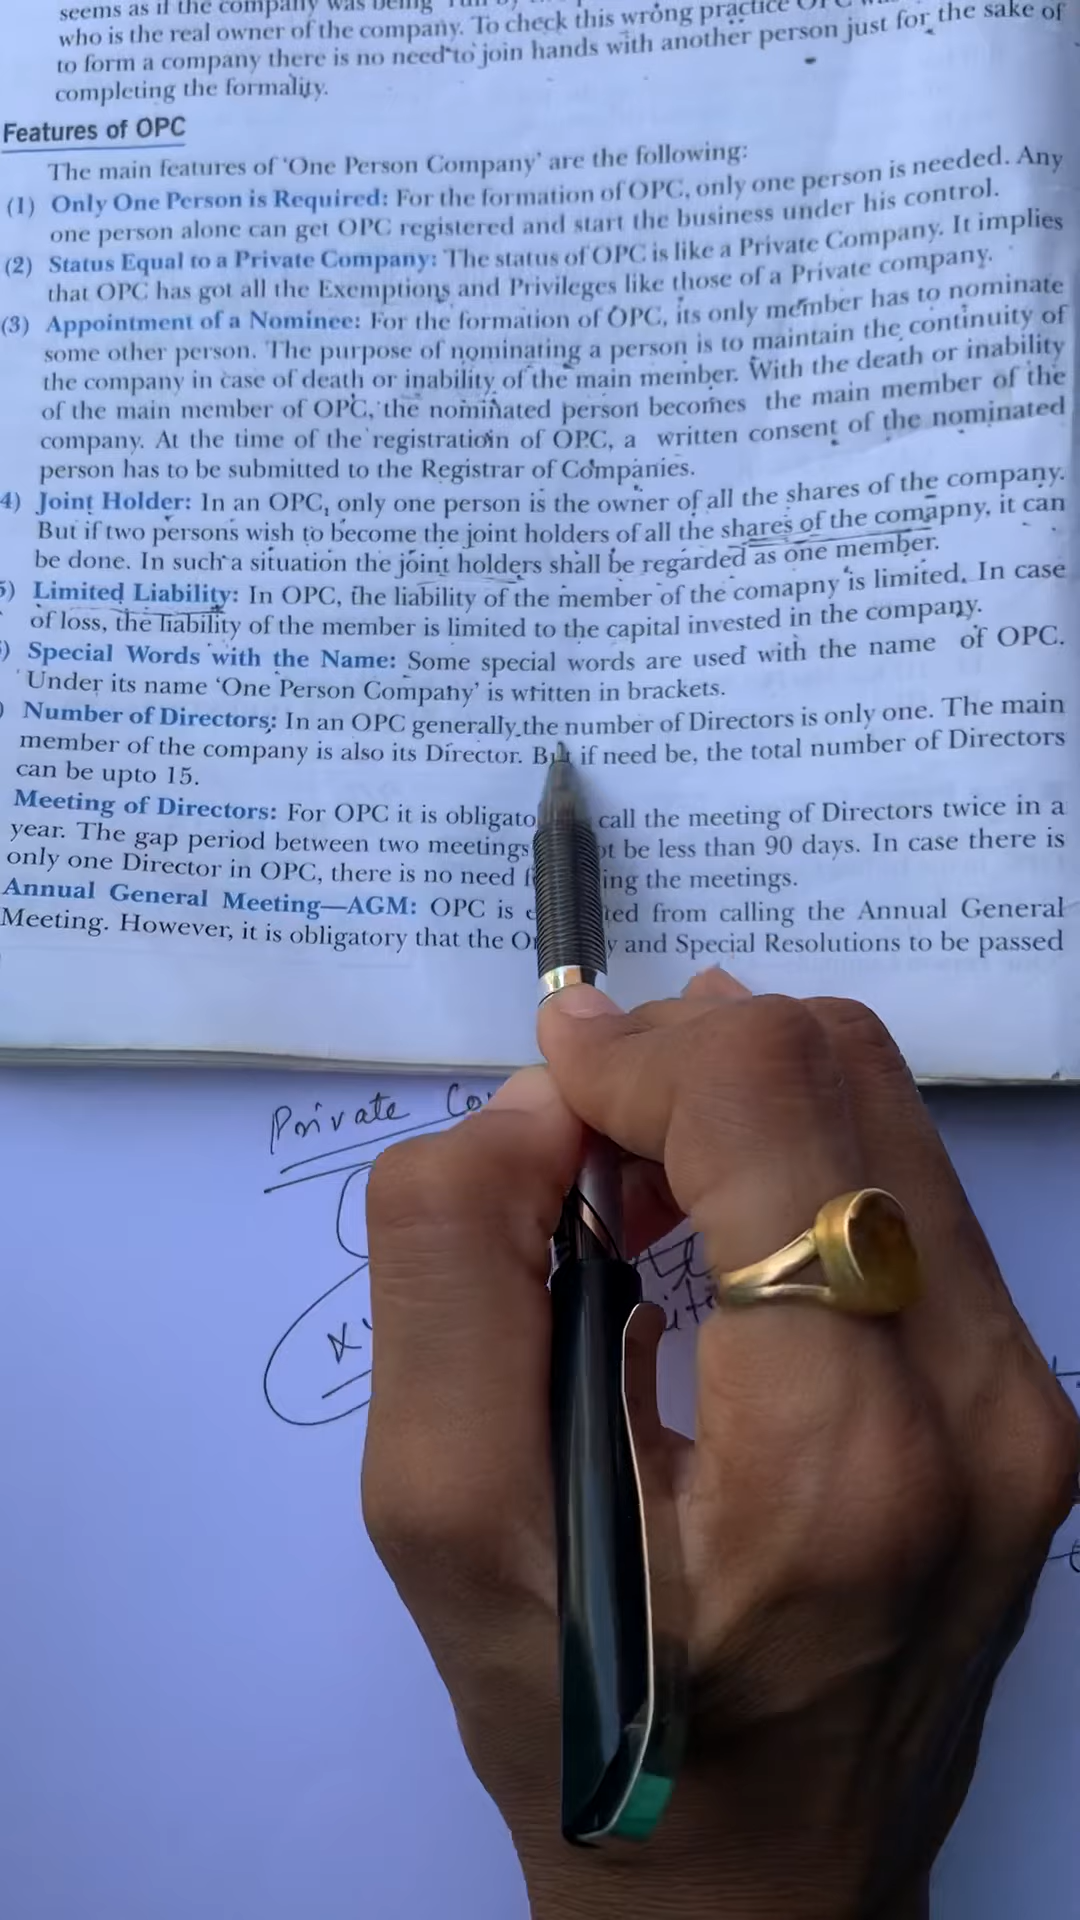 seems as if the company was being
who is the real owner of the company. To check this wrong practice OPC
to form a company there is no need to join hands with another person just for the sake of
completing the formality.
Features of OPC
The main features of 'One Person Company' are the following:
(1) Only One Person is Required: For the formation of OPC, only one person is needed. Any
one person alone can get OPC registered and start the business under his control.
(2) Status Equal to a Private Company: The status of OPC is like a Private Company. It implies
that OPC has got all the Exemptions and Privileges like those of a Private company.
(3) Appointment of a Nominee: For the formation of OPC, its only member has to nominate
some other person. The purpose of nominating a person is to maintain the continuity of
the company in case of death or inability of the main member. With the death or inability
of the main member of OPC, the nominated person becomes the main member of the
company. At the time of the registratioin of OPC, a written consent of the nominated
person has to be submitted to the Registrar of Companies.
4) Joint Holder: In an OPC, only one person is the owner of all the shares of the company.
But if two persons wish to become the joint holders of all the shares of the comapny, it can
be done. In such a situation the joint holders shall be regarded as one member.
5) Limited Liability: In OPC, the liability of the member of the comapny is limited. In case
of loss, the liability of the member is limited to the capital invested in the company.
) Special Words with the Name: Some special words are used with the name of OPC.
Under its name 'One Person Company' is written in brackets.
) Number of Directors: In an OPC generally the number of Directors is only one. The main
member of the company is also its Director. But if need be, the total number of Directors
can be upto 15.
Meeting of Directors: For OPC it is obligato call the meeting of Directors twice in a
year. The gap period between two meetings ot be less than 90 days. In case there is
only one Director in OPC, there is no need f ing the meetings.
Annual General Meeting—AGM: OPC is e ted from calling the Annual General
Meeting. However, it is obligatory that the O y and Special Resolutions to be passed
Private Co